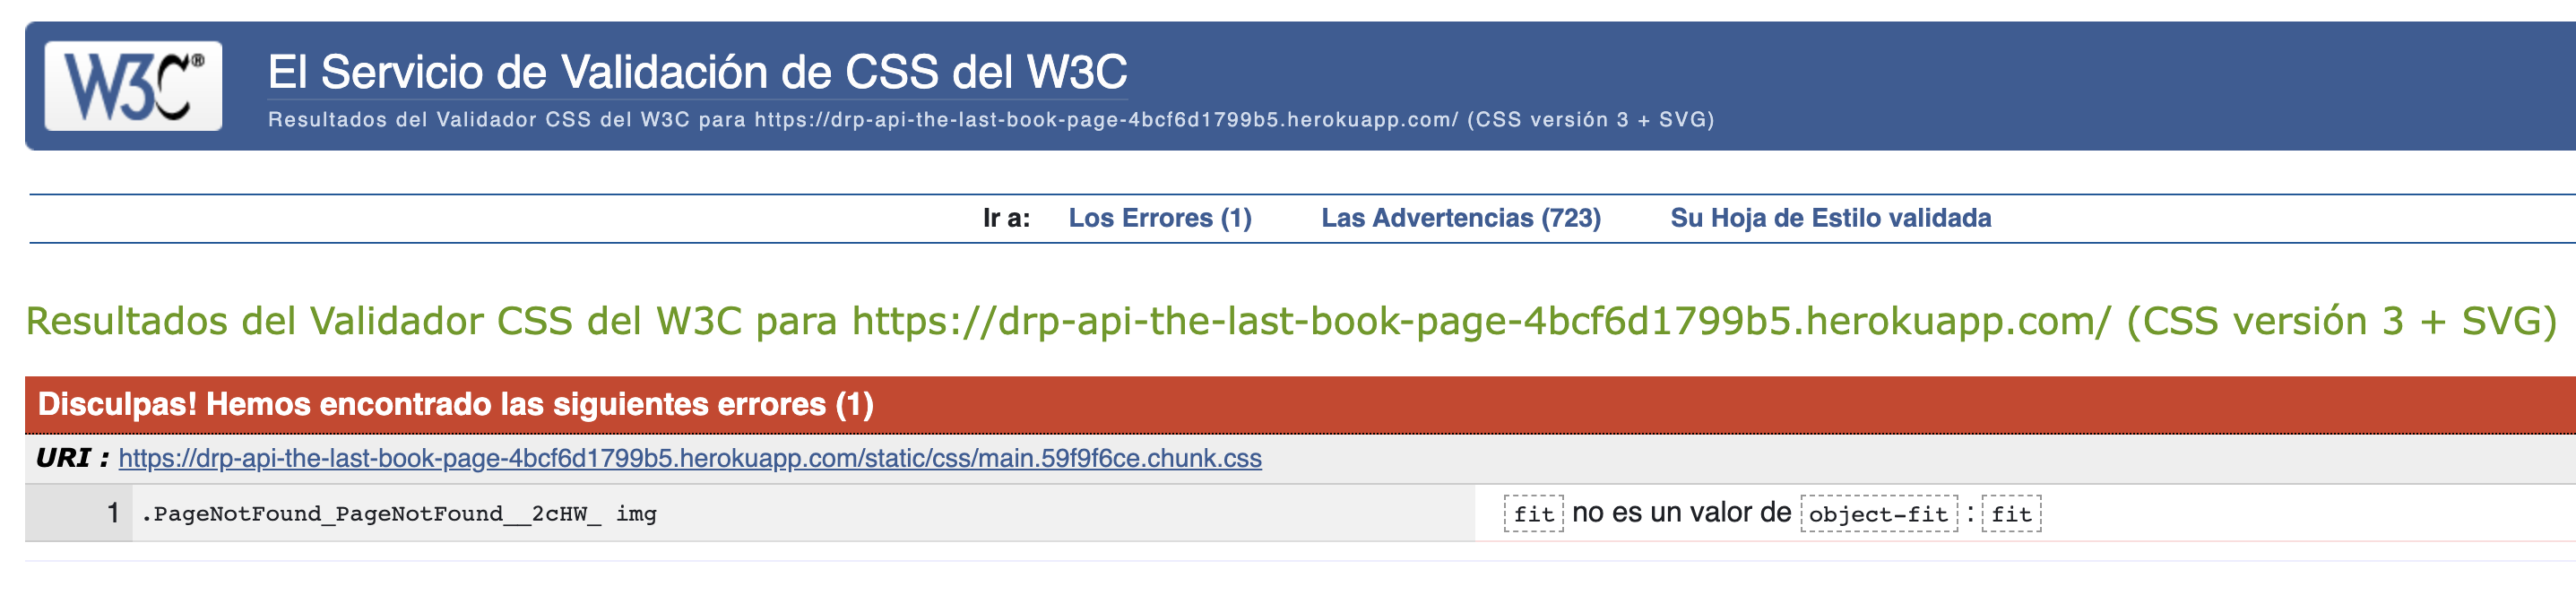 W3C®
El Servicio de Validación de CSS del W3C
Resultados del Validador CSS del W3C para https://drp-api-the-last-book-page-4bcf6d1799b5.herokuapp.com/ (CSS versión 3 + SVG)
Ir a: Los Errores (1) Las Advertencias (723) Su Hoja de Estilo validada
Resultados del Validador CSS del W3C para https://drp-api-the-last-book-page-4bcf6d1799b5.herokuapp.com/ (CSS versión 3 + SVG)
Disculpas! Hemos encontrado las siguientes errores (1)
URI : https://drp-api-the-last-book-page-4bcf6d1799b5.herokuapp.com/static/css/main.59f9f6ce.chunk.css
1 .PageNotFound_PageNotFound__2cHW_ img fit no es un valor de object-fit : fit